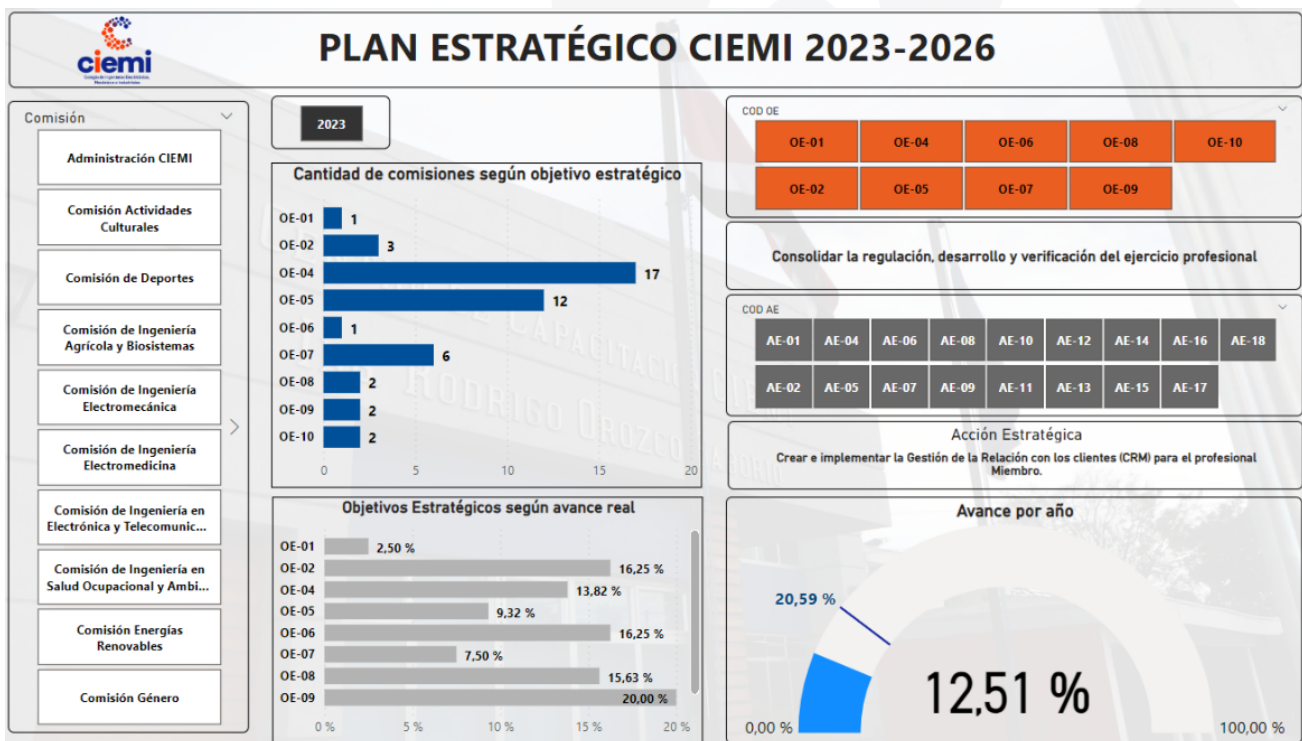 ciemi
PLAN ESTRATÉGICO CIEMI 2023-2026
Comisión
Administración CIEMI
Comisión Actividades
Culturales
Comisión de Deportes
Comisión de Ingeniería
Agrícola y Biosistemas
Comisión de Ingeniería
Electromecánica
Comisión de Ingeniería
Electromedicina
Comisión de Ingeniería en
Electrónica y Telecomunic...
Comisión de Ingeniería en
Salud Ocupacional y Ambi...
Comisión Energías
Renovables
Comisión Género
2023
Cantidad de comisiones según objetivo estratégico
OE-01 1
OE-02 3
OE-04 17
OE-05 12
OE-06 1
OE-07 6
OE-08 2
OE-09 2
OE-10 2
0 5 10 15 20
Objetivos Estratégicos según avance real
OE-01 2,50 %
OE-02 16,25 %
OE-04 13,82 %
OE-05 9,32 %
OE-06 16,25 %
OE-07 7,50 %
OE-08 15,63 %
OE-09 20,00 %
0 % 5 % 10 % 15 % 20 %
COD OE
OE-01 OE-04 OE-06 OE-08 OE-10
OE-02 OE-05 OE-07 OE-09
Consolidar la regulación, desarrollo y verificación del ejercicio profesional
COD AE
AE-01 AE-04 AE-06 AE-08 AE-10 AE-12 AE-14 AE-16 AE-18
AE-02 AE-05 AE-07 AE-09 AE-11 AE-13 AE-15 AE-17
Acción Estratégica
Crear e implementar la Gestión de la Relación con los clientes (CRM) para el profesional
Miembro.
Avance por año
20,59 %
12,51 %
0,00 % 100,00 %
RODRIGO OROZCO